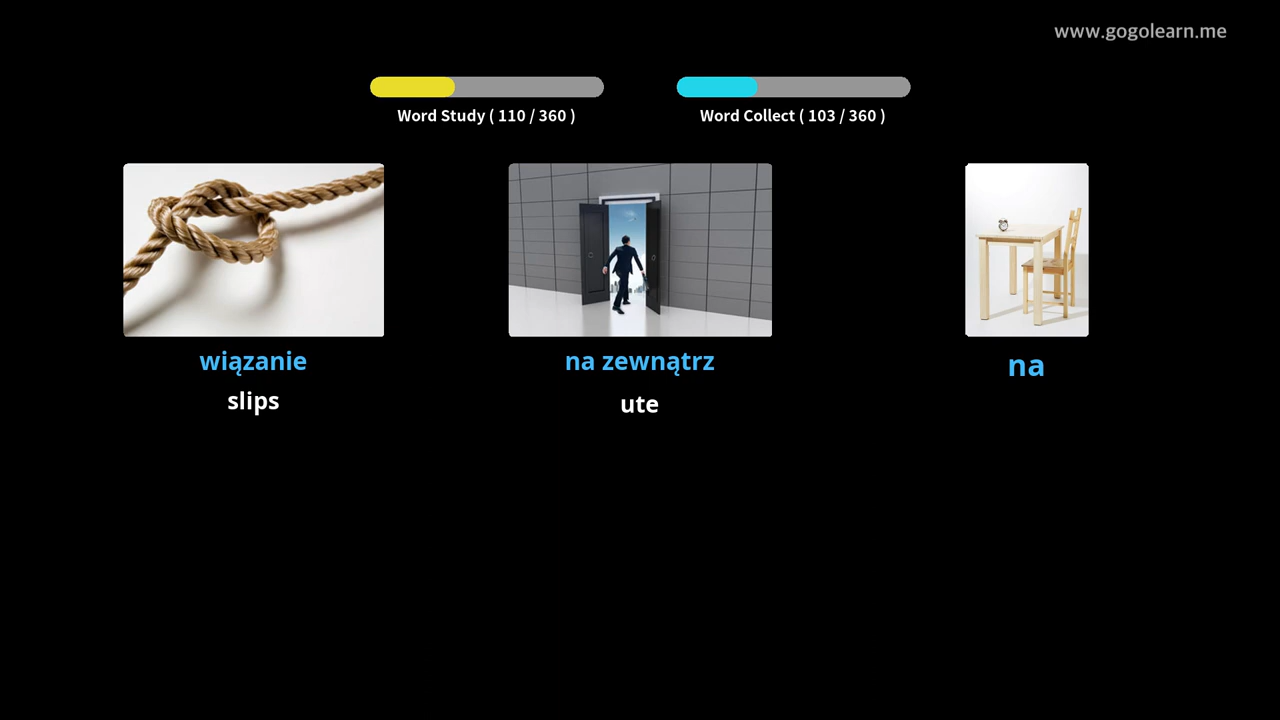 www.gogolearn.me
Word Study ( 110 / 360 )
Word Collect ( 103 / 360 )
wiązanie
slips
na zewnątrz
ute
na